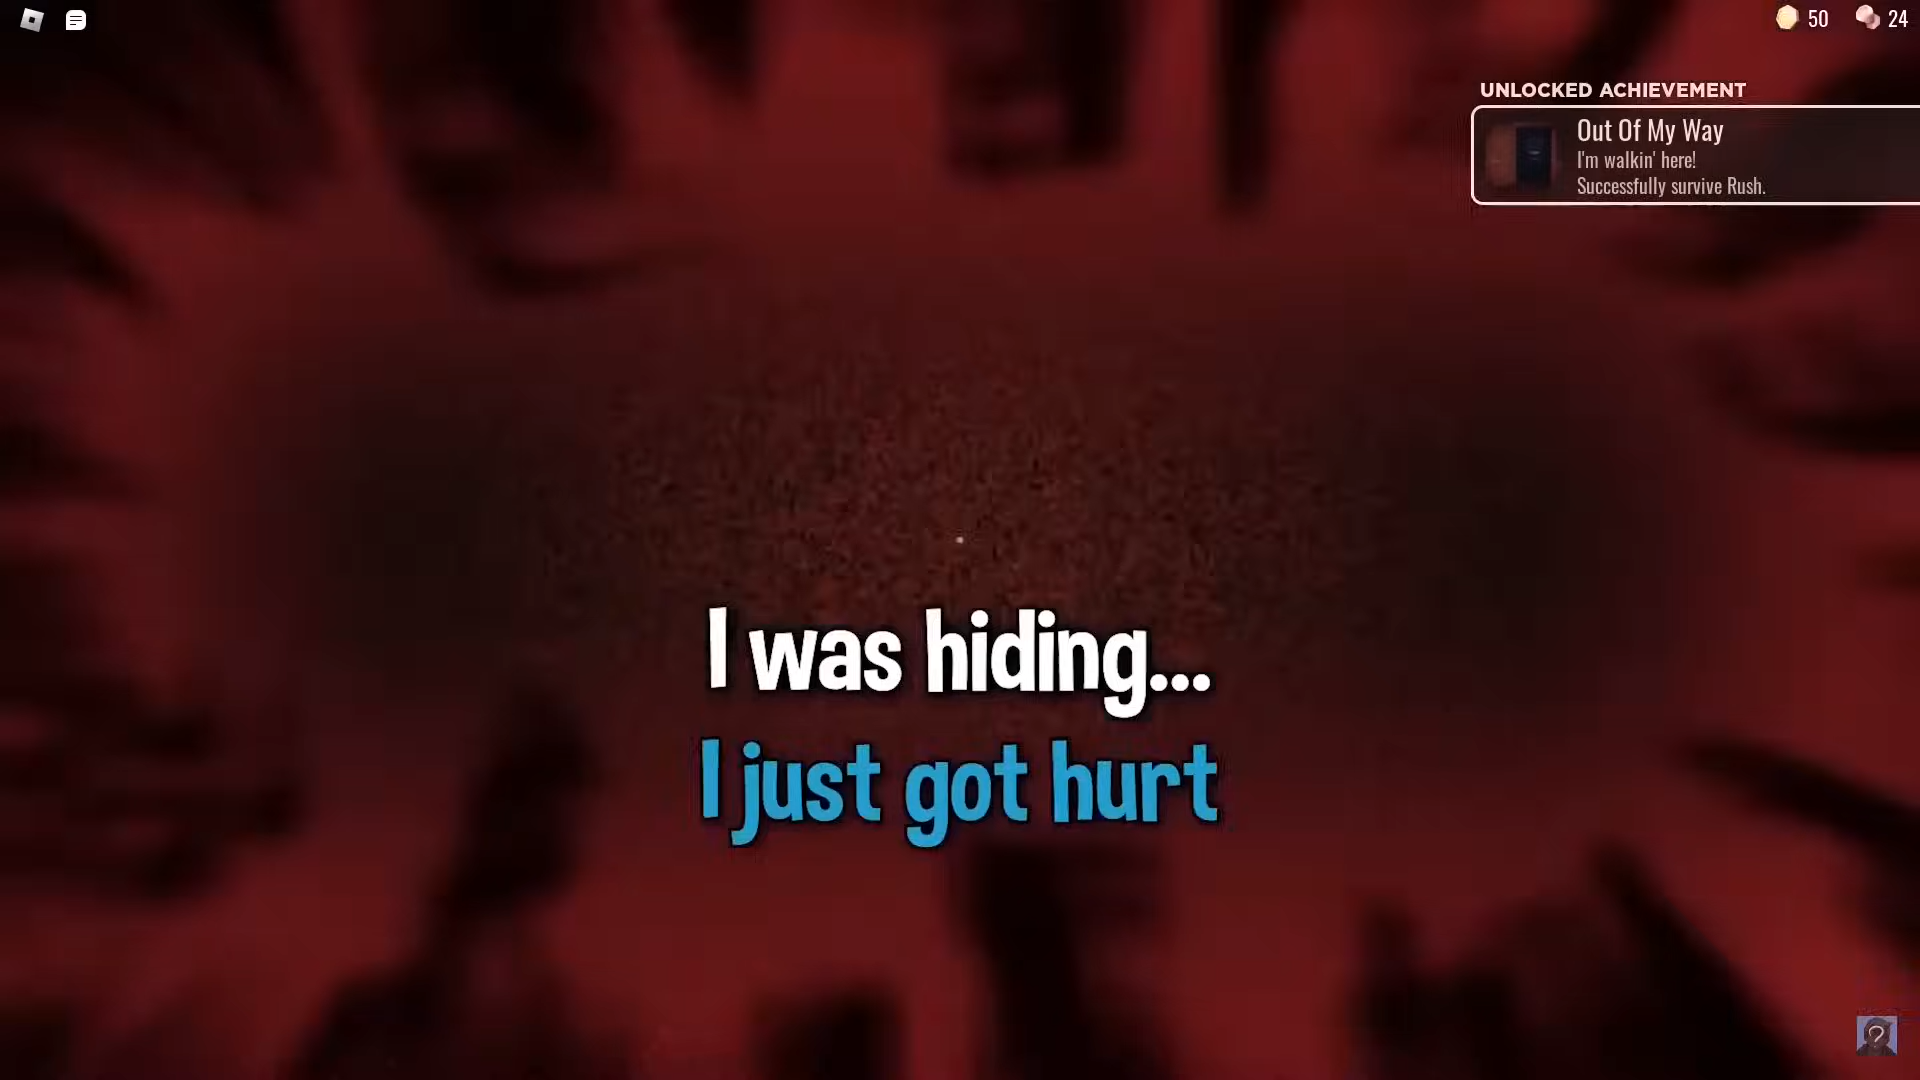 50 24
UNLOCKED ACHIEVEMENT
Out Of My Way
I'm walkin' here!
Successfully survive Rush.
I was hiding...
I just got hurt
?